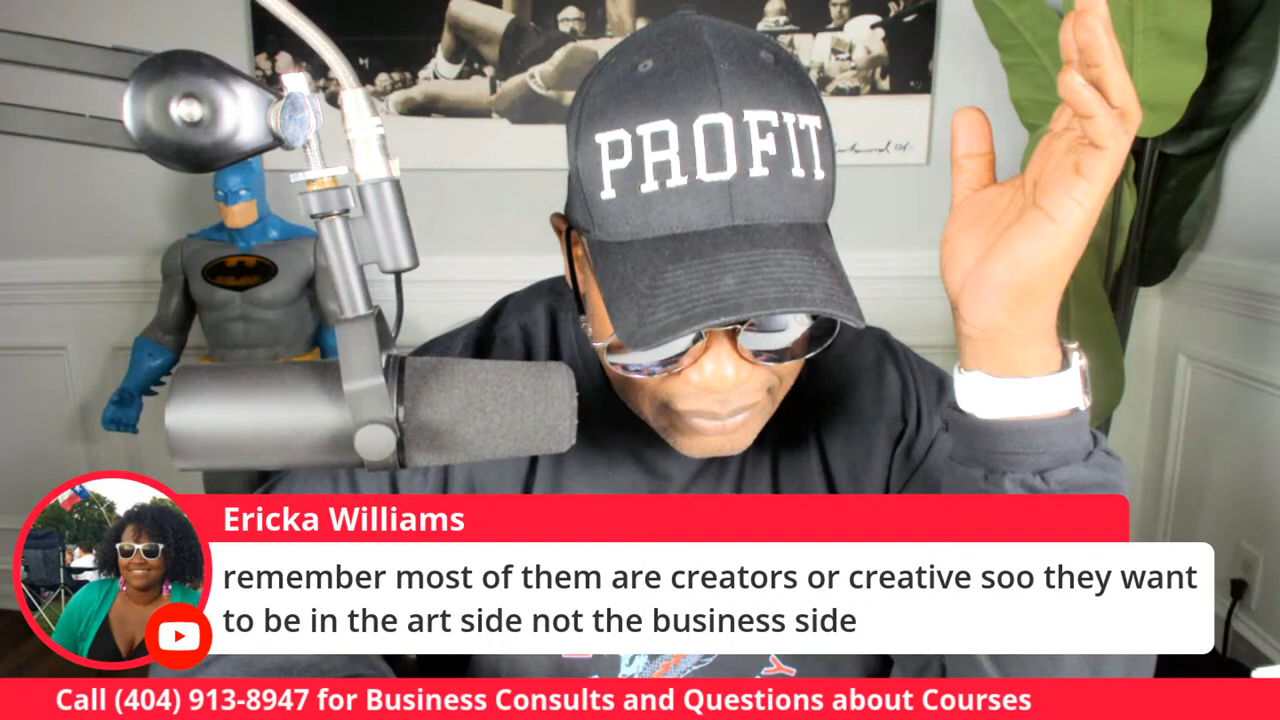 PROFIT
Ericka Williams
remember most of them are creators or creative soo they want
to be in the art side not the business side
Call (404) 913-8947 for Business Consults and Questions about Courses